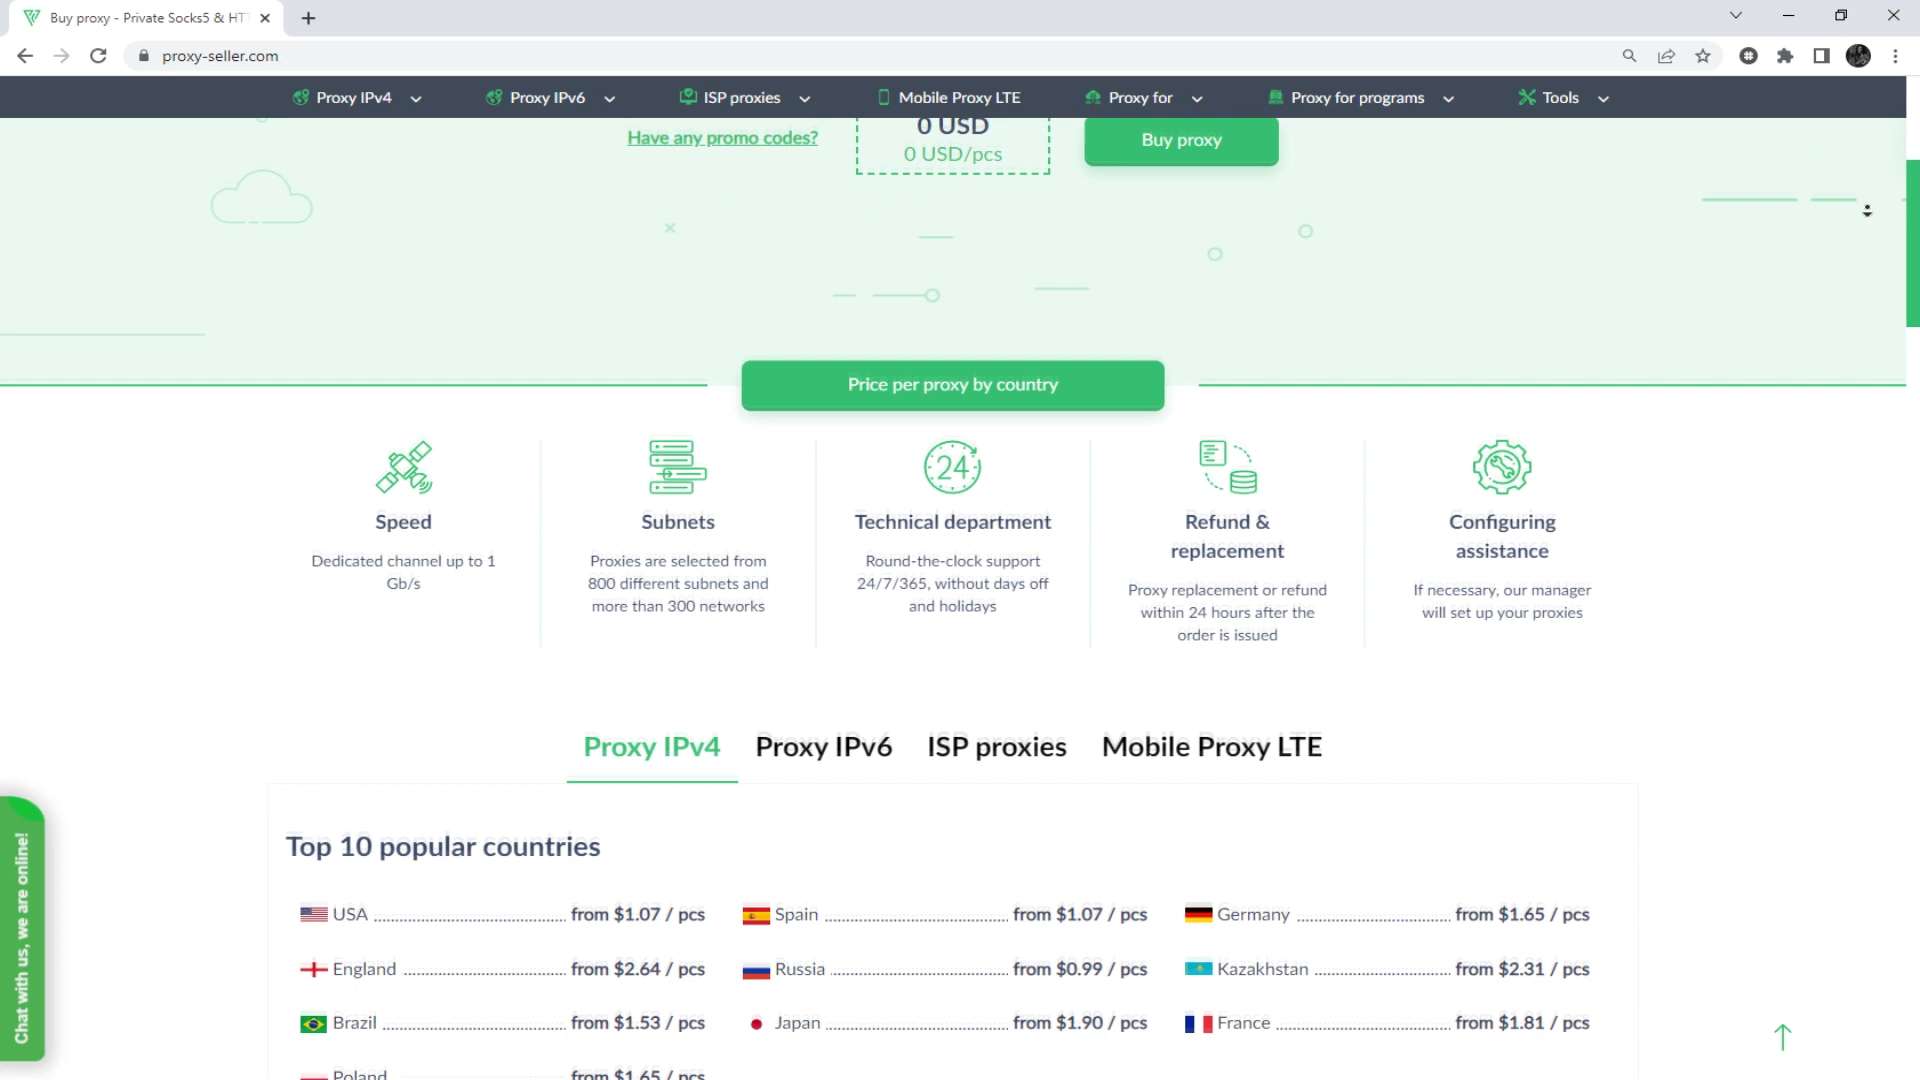 Buy proxy - Private Socks5 & HT
proxy-seller.com
Proxy IPv4
Proxy IPv6
ISP proxies
Mobile Proxy LTE
Proxy for
Proxy for programs
Tools
Have any promo codes?
0 USD
0 USD/pcs
Buy proxy
Price per proxy by country
24
Speed
Dedicated channel up to 1
Gb/s
Subnets
Proxies are selected from
800 different subnets and
more than 300 networks
Technical department
Round-the-clock support
24/7/365, without days off
and holidays
Refund &
replacement
Proxy replacement or refund
within 24 hours after the
order is issued
Configuring
assistance
If necessary, our manager
will set up your proxies
Proxy IPv4
Proxy IPv6
ISP proxies
Mobile Proxy LTE
Top 10 popular countries
USA from $1.07 / pcs
Spain from $1.07 / pcs
Germany from $1.65 / pcs
England from $2.64 / pcs
Russia from $0.99 / pcs
Kazakhstan from $2.31 / pcs
Brazil from $1.53 / pcs
Japan from $1.90 / pcs
France from $1.81 / pcs
Poland from $1.65 / pcs
Chat with us, we are online!